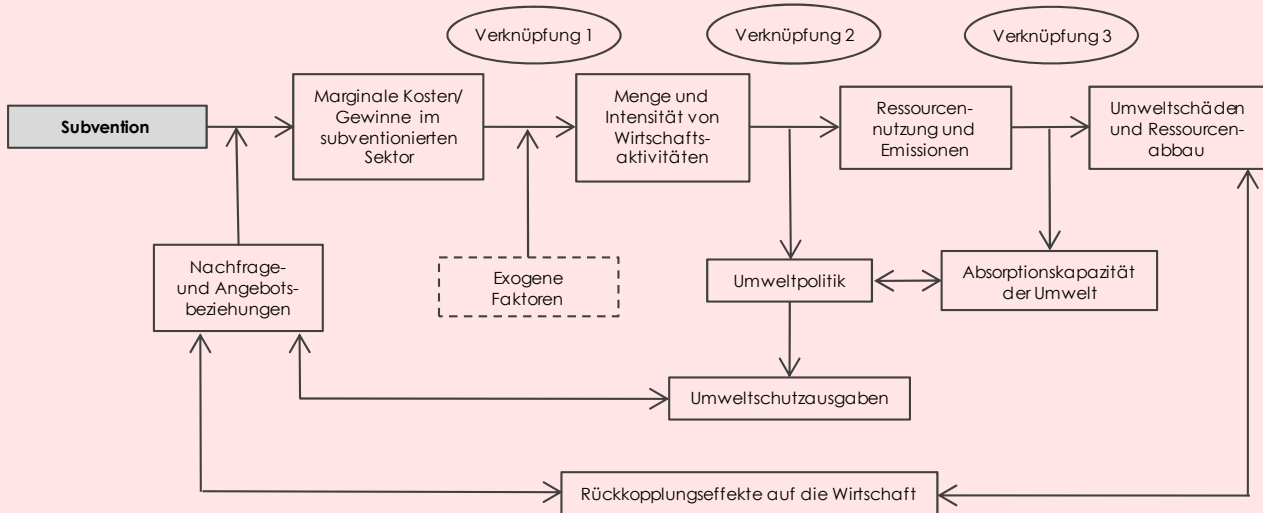 Verknüpfung 1
Verknüpfung 2
Verknüpfung 3
Subvention
Marginale Kosten/
Gewinne im
subventionierten
Sektor
Menge und
Intensität von
Wirtschafts-
aktivitäten
Ressourcen-
nutzung und
Emissionen
Umweltschäden
und Ressourcen-
abbau
Nachfrage-
und Angebots-
beziehungen
Exogene
Faktoren
Umweltpolitik
Absorptionskapazität
der Umwelt
Umweltschutzausgaben
Rückkopplungseffekte auf die Wirtschaft